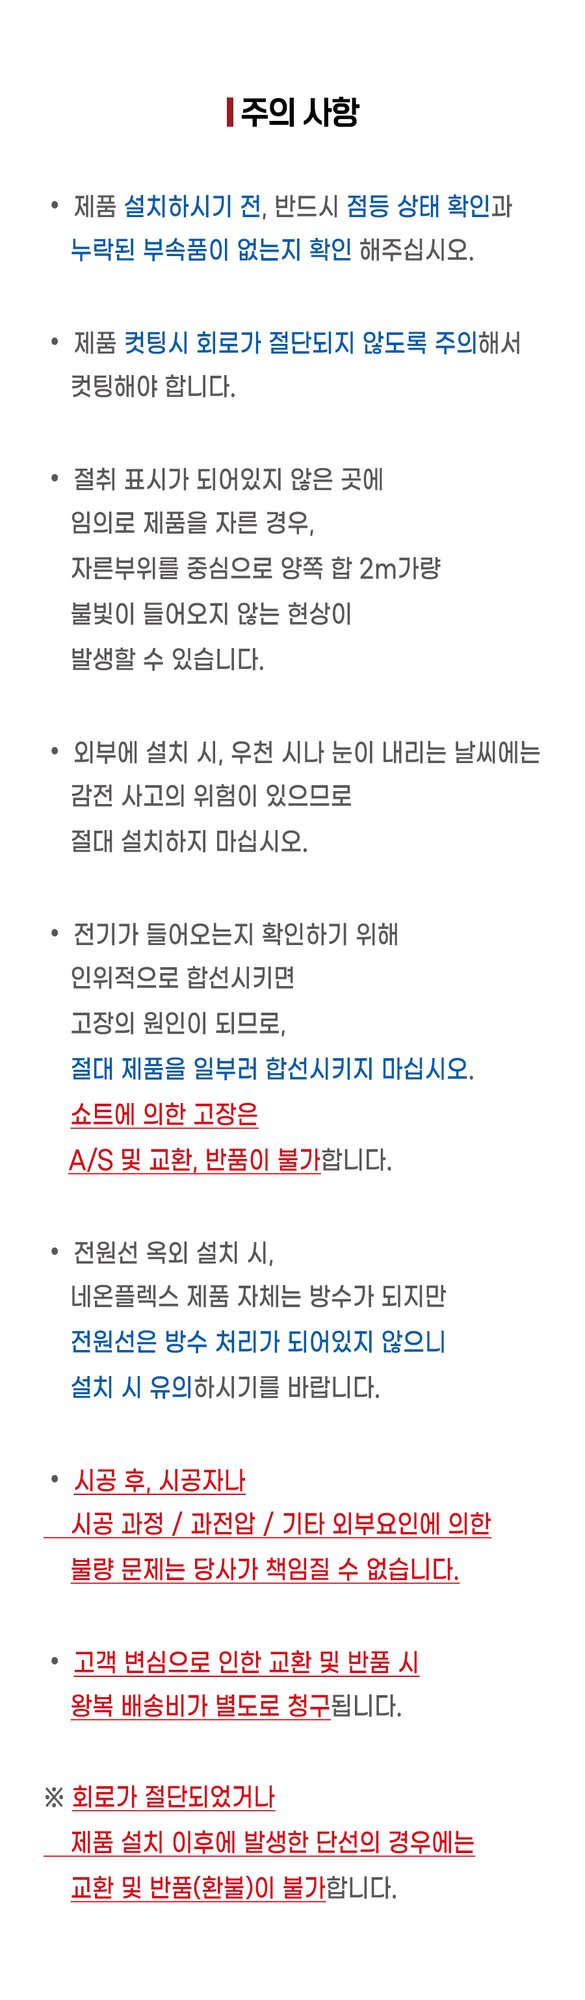 주의 사항
• 제품 설치하시기 전, 반드시 점등 상태 확인과
누락된 부속품이 없는지 확인 해주십시오.
• 제품 컷팅시 회로가 절단되지 않도록 주의해서
컷팅해야 합니다.
• 절취 표시가 되어있지 않은 곳에
임의로 제품을 자른 경우,
자른부위를 중심으로 양쪽 합 2m가량
불빛이 들어오지 않는 현상이
발생할 수 있습니다.
• 외부에 설치 시, 우천 시나 눈이 내리는 날씨에는
감전 사고의 위험이 있으므로
절대 설치하지 마십시오.
• 전기가 들어오는지 확인하기 위해
인위적으로 합선시키면
고장의 원인이 되므로,
절대 제품을 일부러 합선시키지 마십시오.
쇼트에 의한 고장은
A/S 및 교환, 반품이 불가합니다.
• 전원선 옥외 설치 시,
네온플렉스 제품 자체는 방수가 되지만
전원선은 방수 처리가 되어있지 않으니
설치 시 유의하시기를 바랍니다.
• 시공 후, 시공자나
시공 과정 / 과전압 / 기타 외부요인에 의한
불량 문제는 당사가 책임질 수 없습니다.
• 고객 변심으로 인한 교환 및 반품 시
왕복 배송비가 별도로 청구됩니다.
※ 회로가 절단되었거나
제품 설치 이후에 발생한 단선의 경우에는
교환 및 반품(환불)이 불가합니다.